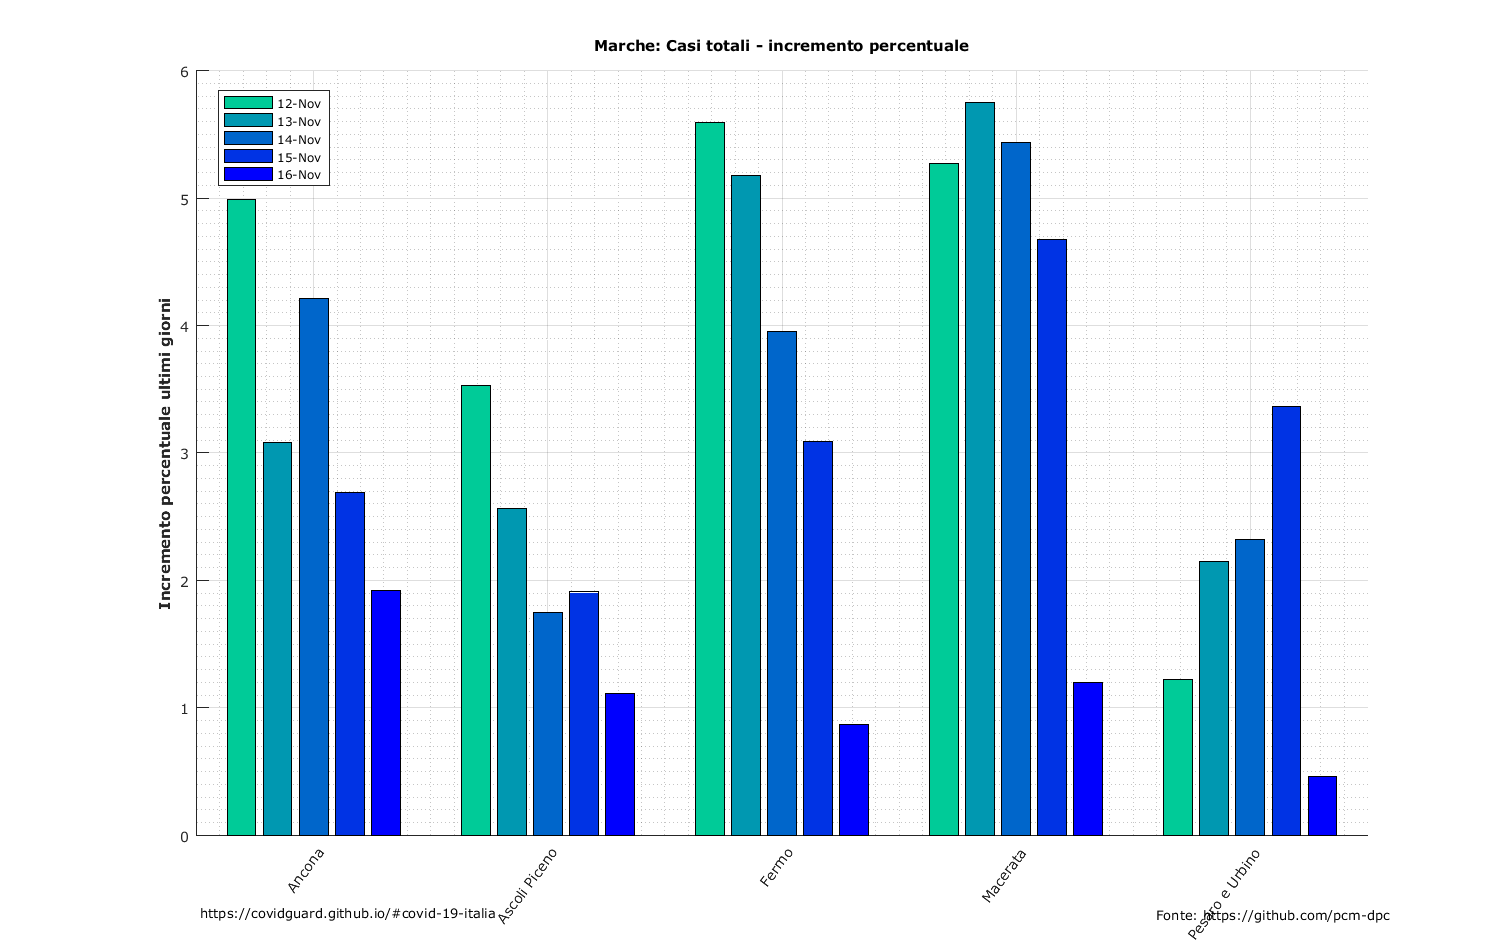 Marche: Casi totali - incremento percentuale
Incremento percentuale ultimi giorni
6
5
4
3
2
1
0
12-Nov
13-Nov
14-Nov
15-Nov
16-Nov
Ancona
Ascoli Piceno
Fermo
Macerata
Pesaro e Urbino
https://covidguard.github.io/#covid-19-italia
Fonte: https://github.com/pcm-dpc